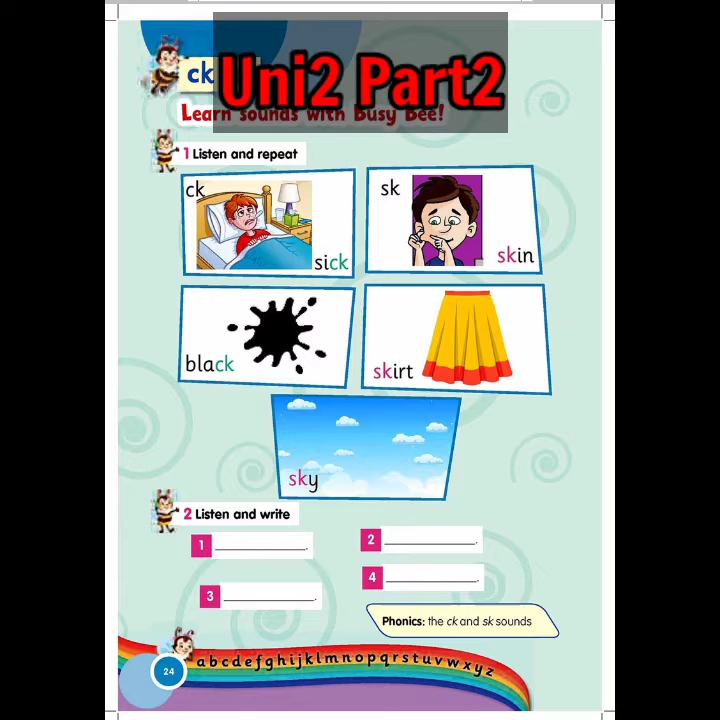 Uni2 Part2
ck
Learn sounds with Busy Bee!
1 Listen and repeat
ck
sick
sk
skin
black
skirt
sky
2 Listen and write
1 .
2 .
3 .
4 .
Phonics: the ck and sk sounds
24
a b c d e f g h i j k l m n o p q r s t u v w x y z